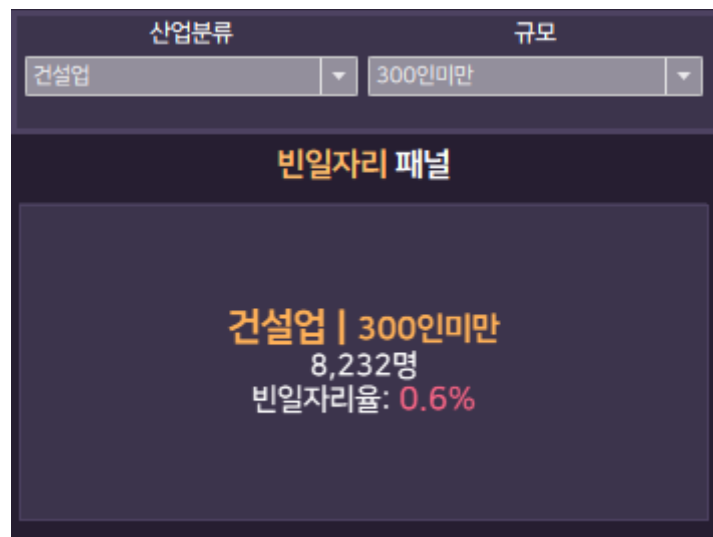 산업분류 규모
건설업 300인미만
빈일자리 패널
건설업 | 300인미만
8,232명
빈일자리율: 0.6%